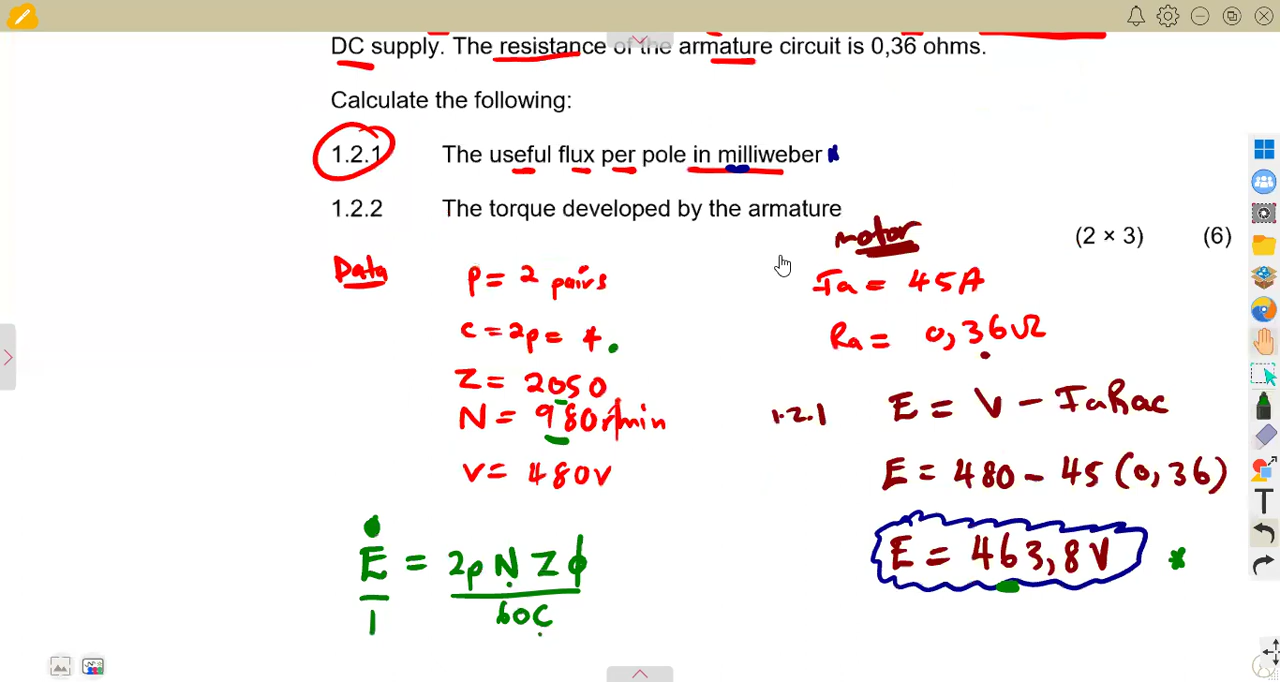 DC supply. The resistance of the armature circuit is 0,36 ohms.
Calculate the following:
1.2.1 The useful flux per pole in milliweber
1.2.2 The torque developed by the armature
(2 × 3) (6)
Data
P = 2 pairs
C = 2p = 4
Z = 2050
N = 980r/min
V = 480V
motor
Ia = 45A
Ra = 0,36Ω
1.2.1 E = V - IaRac
E = 480 - 45 (0,36)
E = 463,8V *
E/1 = 2pNZϕ/60C
T